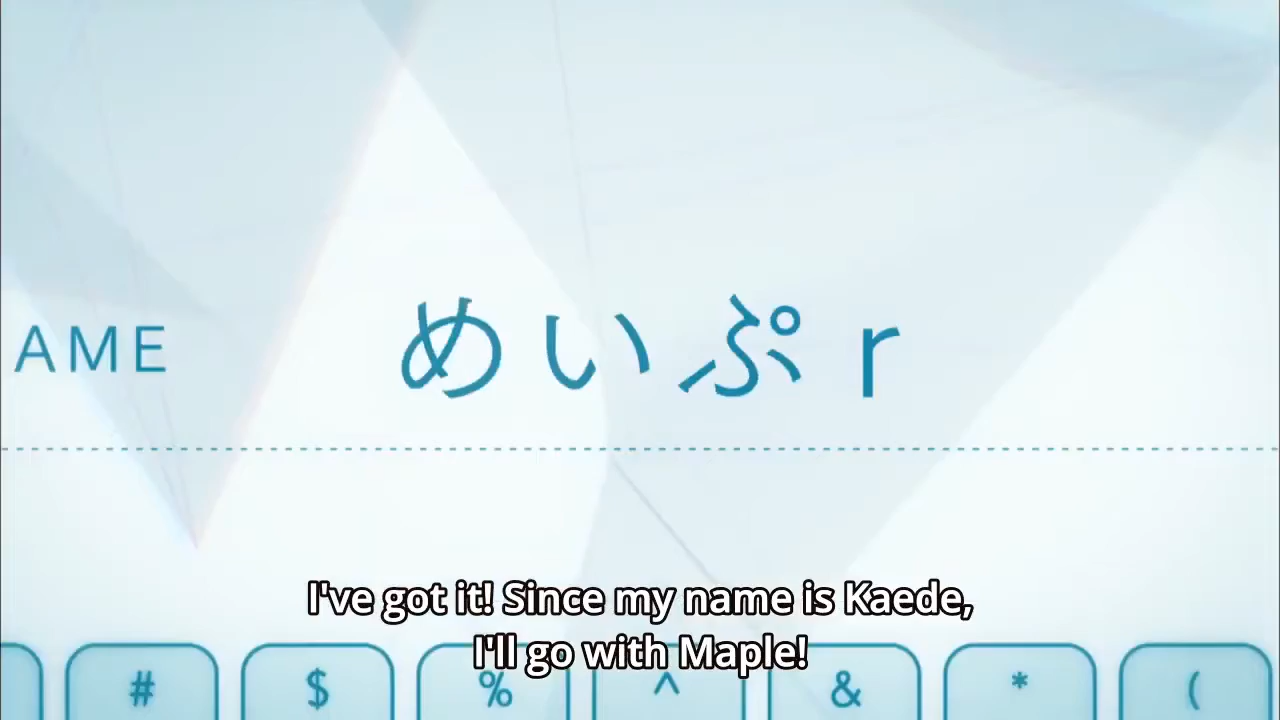 AME めいぷr
I've got it! Since my name is Kaede,
I'll go with Maple!
# $ % ^ & * (